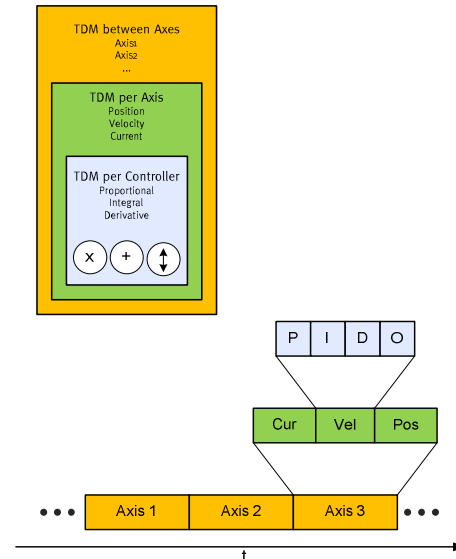 TDM between Axes
Axis1
Axis2
...
TDM per Axis
Position
Velocity
Current
TDM per Controller
Proportional
Integral
Derivative
x + 
P I D O
Cur Vel Pos
Axis 1 Axis 2 Axis 3
t